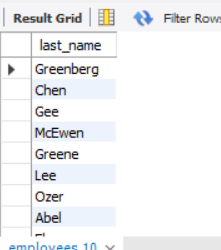 Result Grid Filter Rows
last_name
Greenberg
Chen
Gee
McEwen
Greene
Lee
Ozer
Abel
employees 10